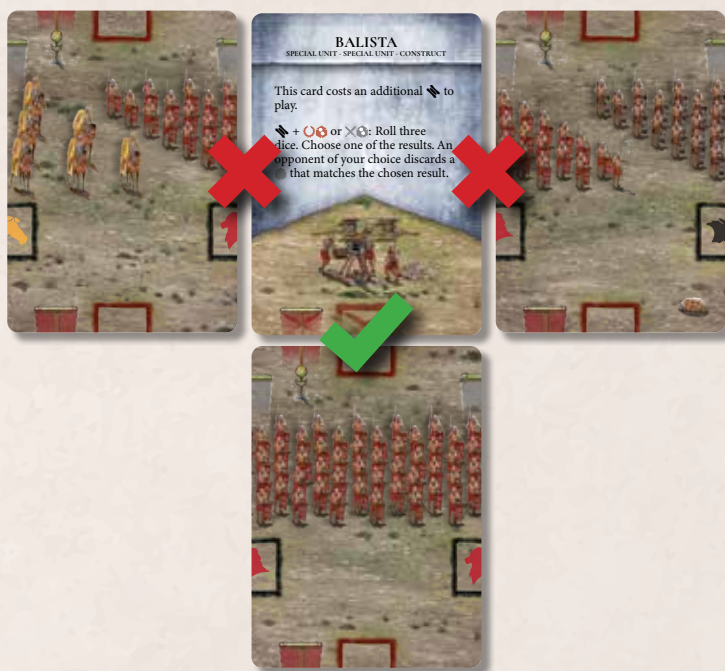 BALISTA
SPECIAL UNIT - SPECIAL UNIT - CONSTRUCT
This card costs an additional to
play.
+ or : Roll three
dice. Choose one of the results. An
opponent of your choice discards a
that matches the chosen result.